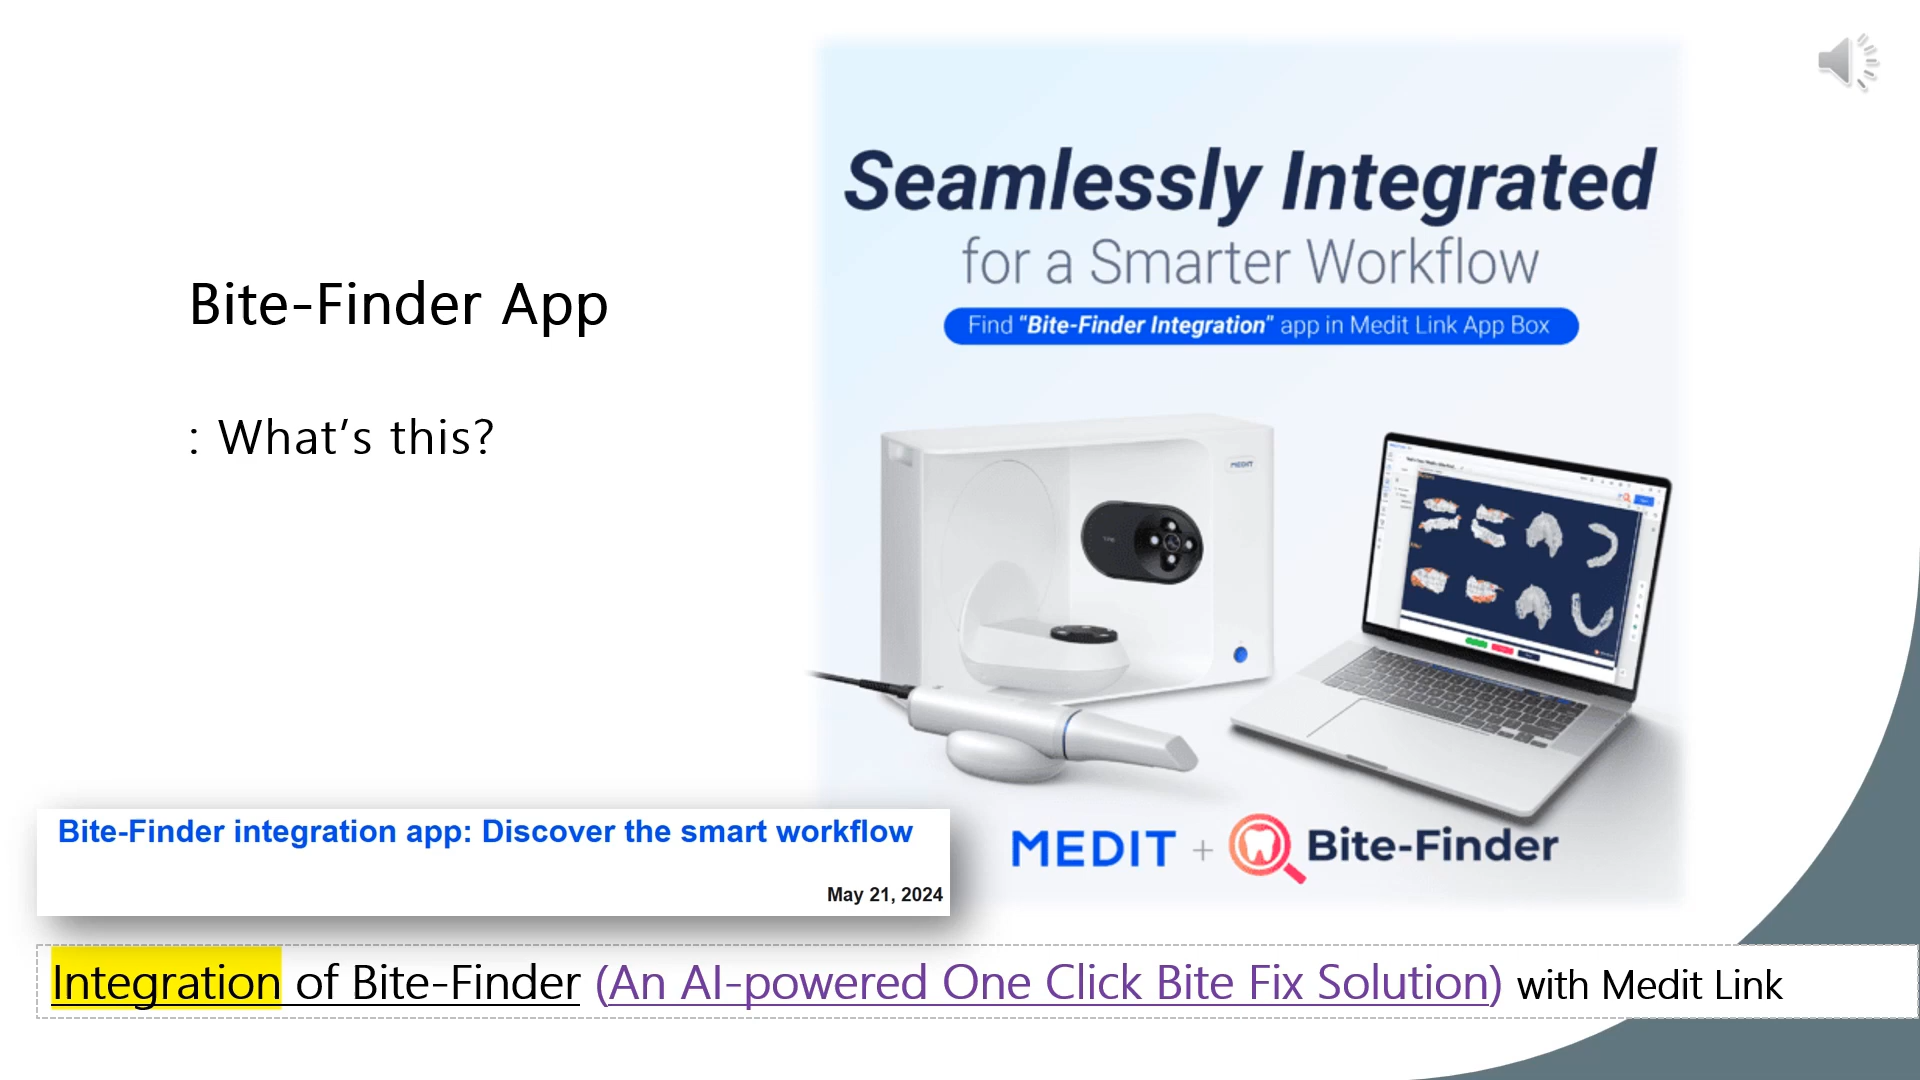 Seamlessly Integrated
for a Smarter Workflow
Find "Bite-Finder Integration" app in Medit Link App Box
Bite-Finder App
: What's this?
MEDIT
MEDIT + Bite-Finder
Bite-Finder integration app: Discover the smart workflow
May 21, 2024
Integration of Bite-Finder (An AI-powered One Click Bite Fix Solution) with Medit Link